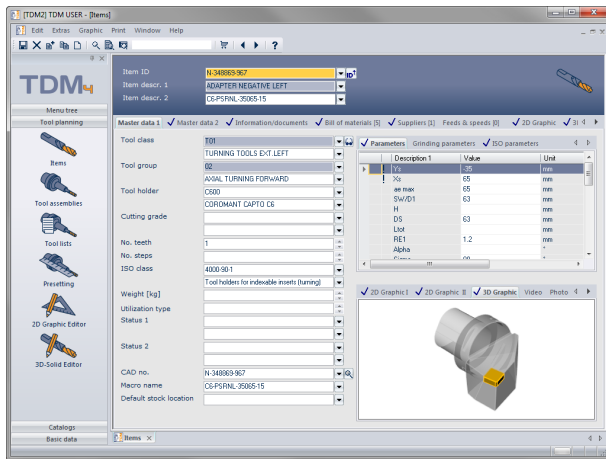 [TDM2] TDM USER - [Items]
Edit Extras Graphic Print Window Help
TDM4
Menu tree
Tool planning
Items
Tool assemblies
Tool lists
Presetting
2D Graphic Editor
3D-Solid Editor
Catalogs
Basic data
Item ID N-348869-967 ID
Item descr. 1 ADAPTER NEGATIVE LEFT
Item descr. 2 C6-PSRNL-35065-15
Master data 1 Master data 2 Information/documents Bill of materials [5] Suppliers [1] Feeds & speeds [0] 2D Graphic
Tool class T01
TURNING TOOLS EXT.LEFT
Tool group 02
AXIAL TURNING FORWARD
Tool holder C600
COROMANT CAPTO C6
Cutting grade
No. teeth 1
No. steps
ISO class 4000-90-1
Tool holders for indexable inserts (turning)
Weight [kg]
Utilization type
Status 1
Status 2
CAD no. N-348869-967
Macro name C6-PSRNL-35065-15
Default stock location
Parameters Grinding parameters ISO parameters
Description 1 Value Unit
! Ys -35 mm
! Xs 65 mm
ae max 65 mm
SW/D1 63 mm
H mm
DS 63 mm
Ltot mm
RE1 1.2 mm
Alpha °
2D Graphic I 2D Graphic II 3D Graphic Video Photo
Items